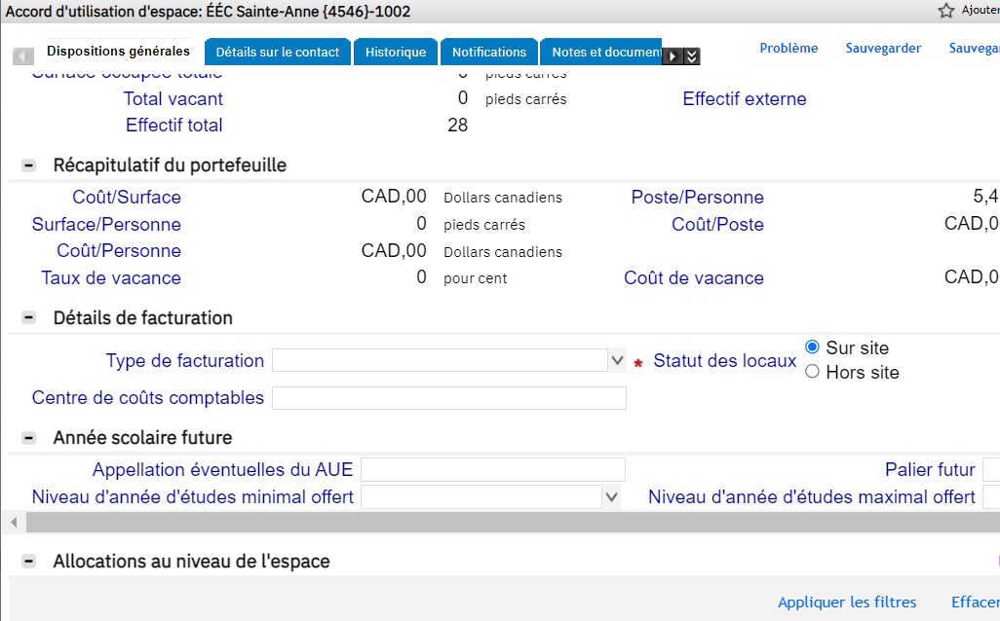 Accord d'utilisation d'espace: ÉÉC Sainte-Anne {4546}-1002 Ajouter
Dispositions générales Détails sur le contact Historique Notifications Notes et documen Problème Sauvegarder Sauvega
Surface occupée totale 0 pieds carrés
Total vacant 0 pieds carrés Effectif externe
Effectif total 28
Récapitulatif du portefeuille
Coût/Surface CAD,00 Dollars canadiens Poste/Personne 5,4
Surface/Personne 0 pieds carrés Coût/Poste CAD,0
Coût/Personne CAD,00 Dollars canadiens
Taux de vacance 0 pour cent Coût de vacance CAD,0
Détails de facturation
Type de facturation * Statut des locaux Sur site
Hors site
Centre de coûts comptables
Année scolaire future
Appellation éventuelles du AUE Palier futur
Niveau d'année d'études minimal offert Niveau d'année d'études maximal offert
Allocations au niveau de l'espace
Appliquer les filtres Effacer